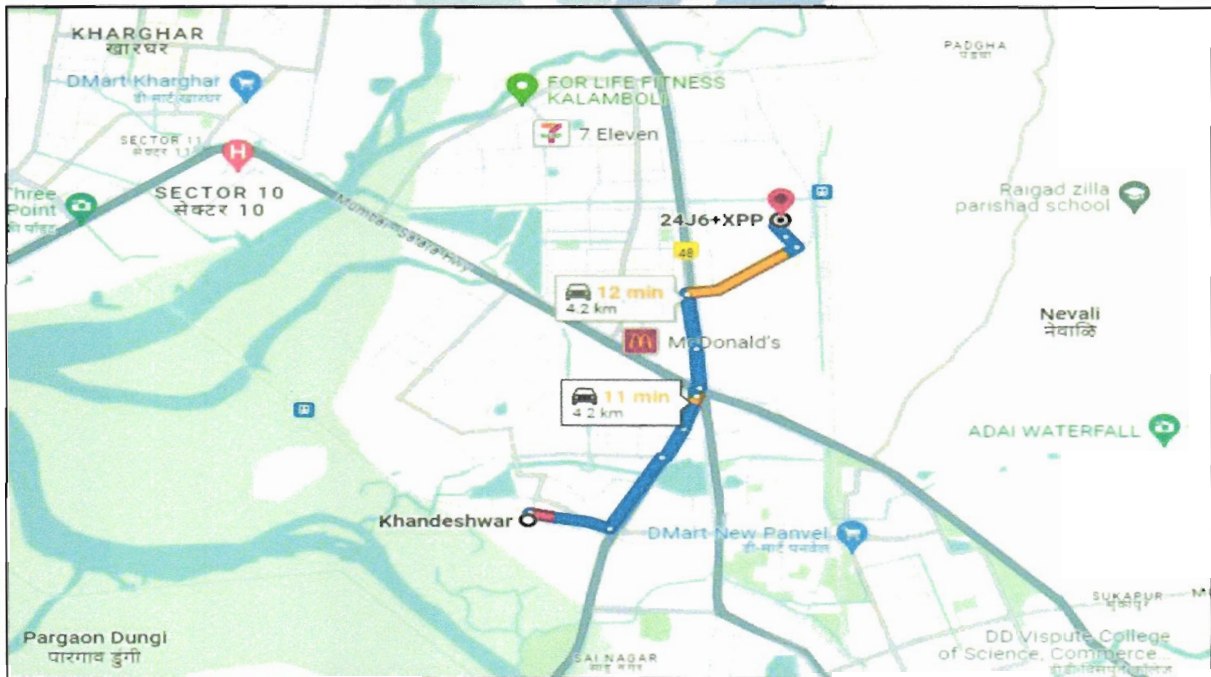 KHARGHAR
खारघर
PADGHA
DMart Kharghar
डी-मार्ट खारघर
FOR LIFE FITNESS
KALAMBOLI
7 Eleven
SECTOR 11
सेक्टर 11
H
SECTOR 10
सेक्टर 10
Three
Point
Mumbai - Satara Hwy
24J6+XPP
48
Raigad zilla
parishad school
12 min
4.2 km
Nevali
नेवाळि
McDonald's
11 min
4.2 km
ADAI WATERFALL
Khandeshwar
DMart New Panvel
डी-मार्ट पनवेल
SUKAPUR
Pargaon Dungi
पारगाव डुंगी
SAI NAGAR
साई नगर
DD Vispute College
of Science, Commerce...